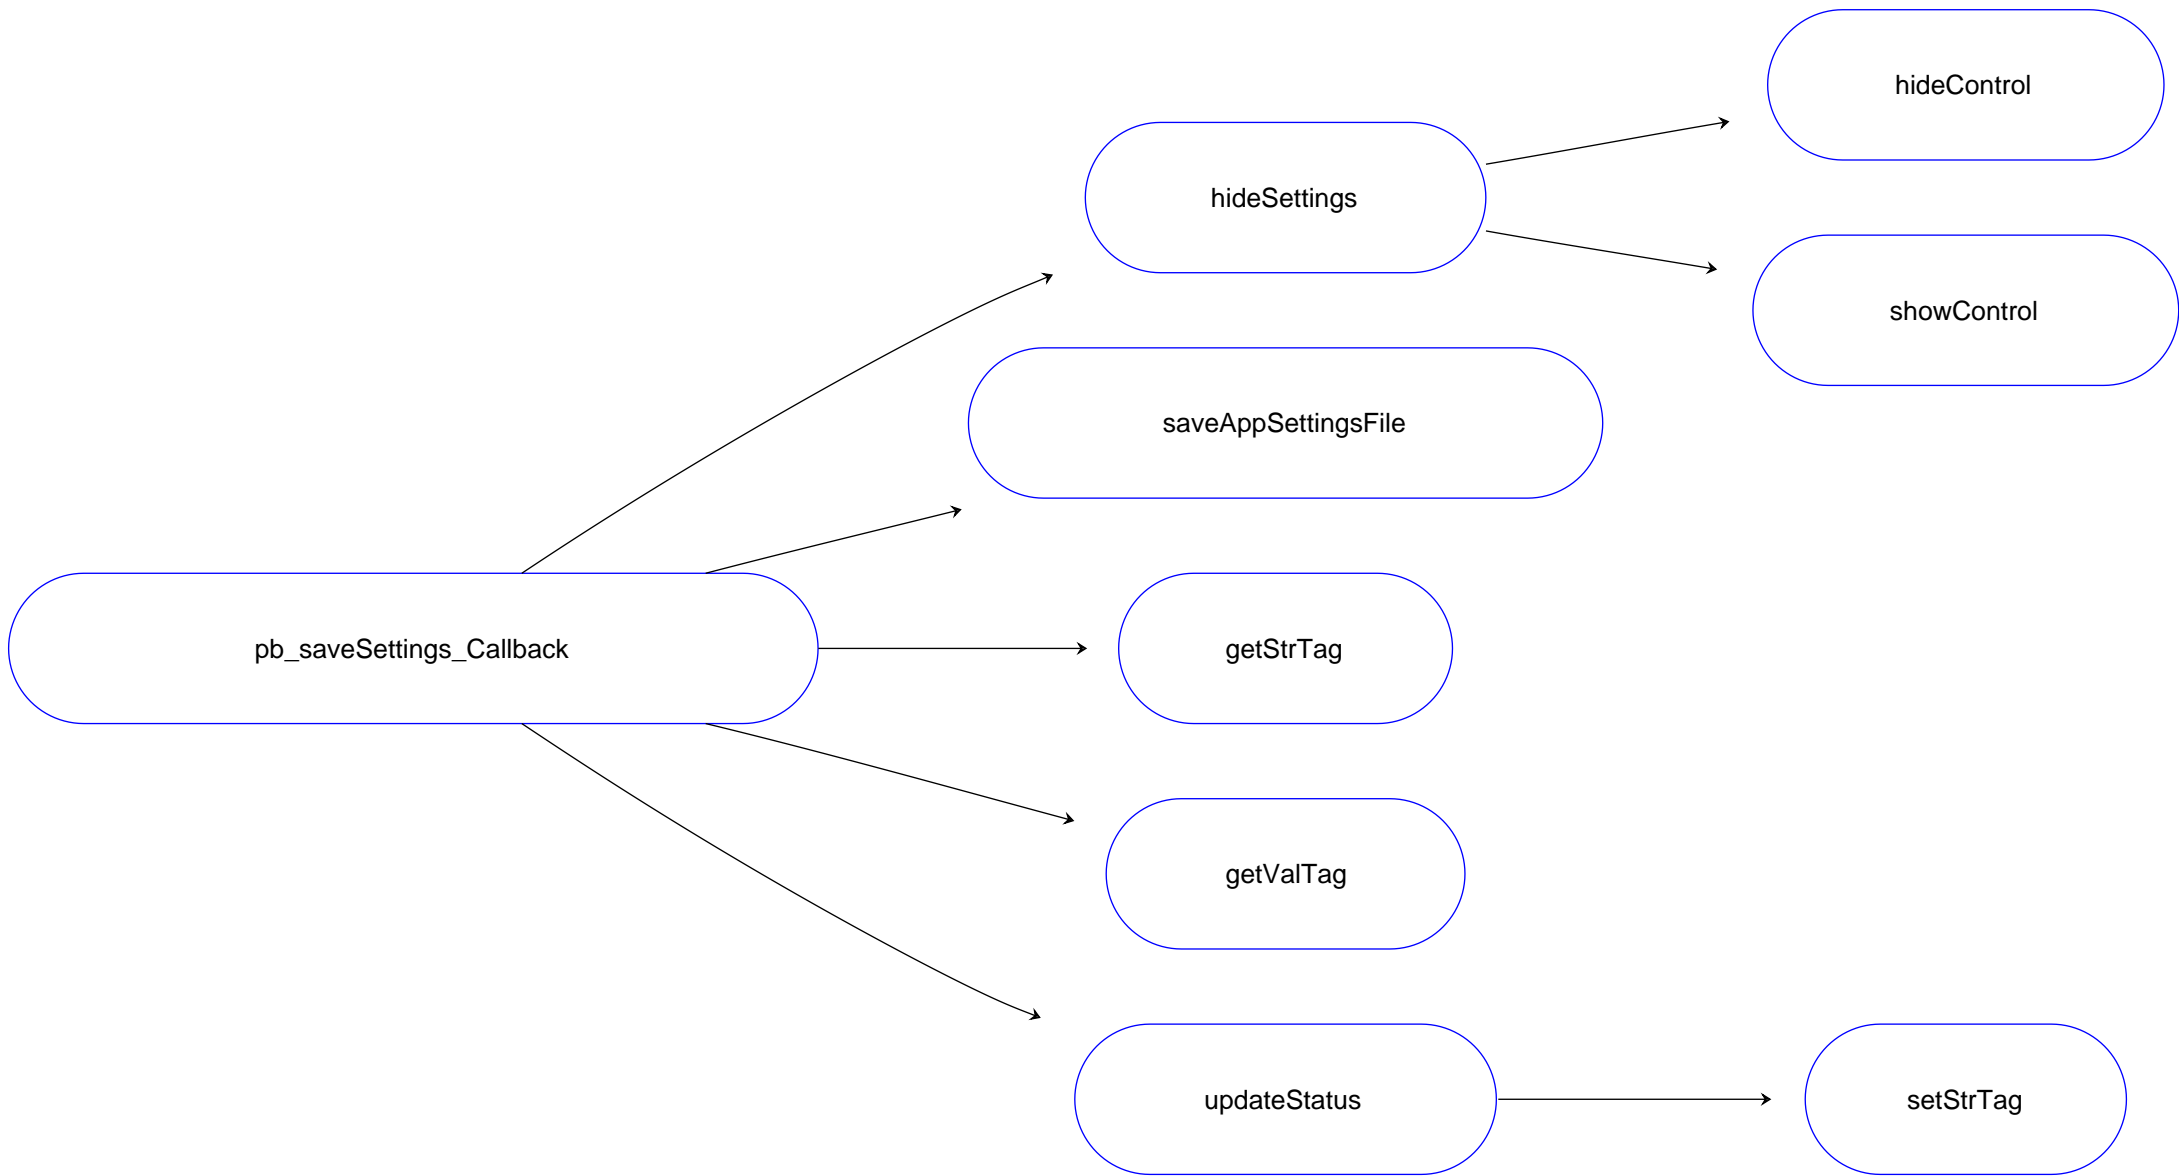 hideControl
hideSettings
showControl
saveAppSettingsFile
pb_saveSettings_Callback
getStrTag
getValTag
updateStatus
setStrTag